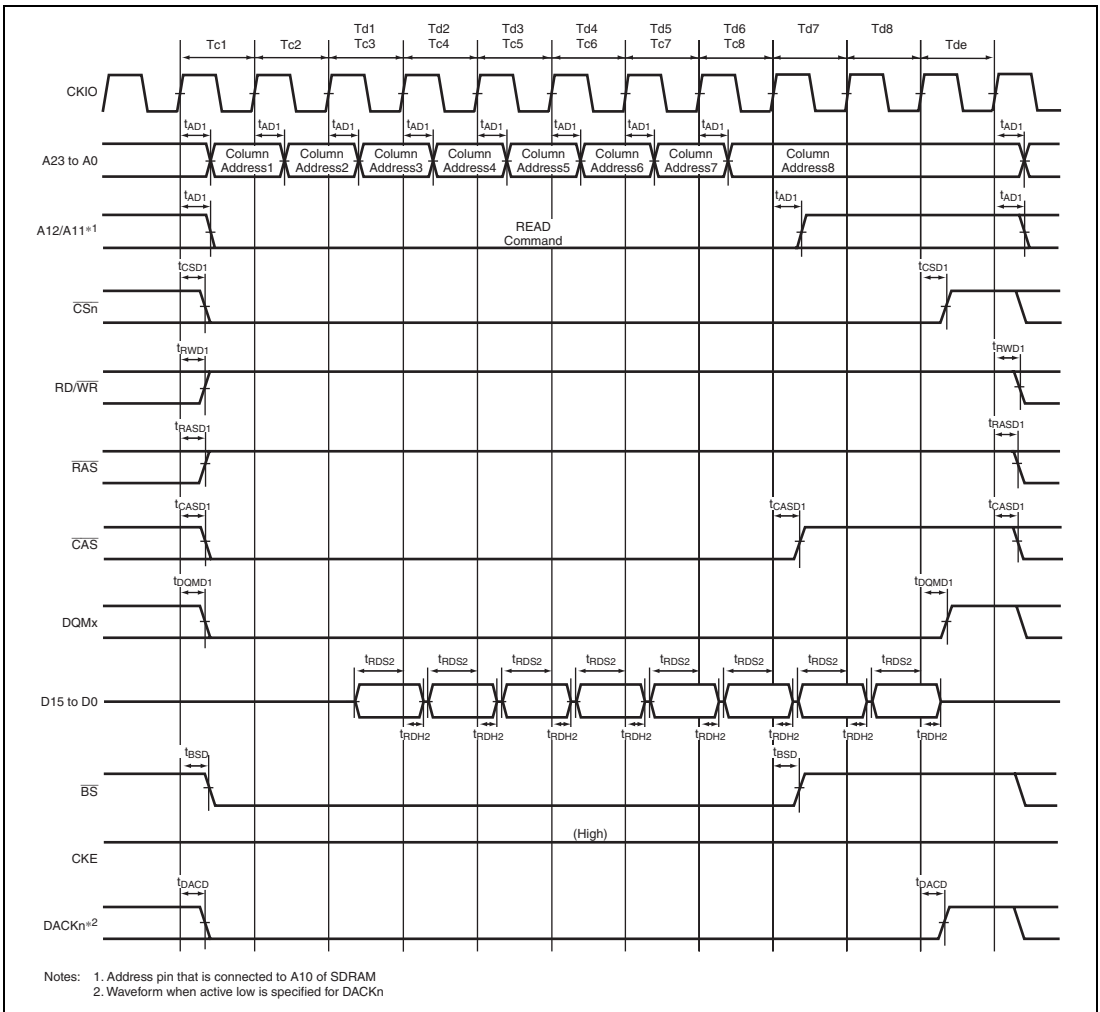 Td1 Td2 Td3 Td4 Td5 Td6 Td7 Td8
Tc1 Tc2 Tc3 Tc4 Tc5 Tc6 Tc7 Tc8 Tde
CKIO
tAD1 tAD1 tAD1 tAD1 tAD1 tAD1 tAD1 tAD1 tAD1
A23 to A0
Column Address1 Column Address2 Column Address3 Column Address4 Column Address5 Column Address6 Column Address7 Column Address8
tAD1 tAD1 tAD1
A12/A11*1
READ
Command
tCSD1 tCSD1
CSn
tRWD1 tRWD1
RD/WR
tRASD1 tRASD1
RAS
tCASD1 tCASD1 tCASD1
CAS
tDQMD1 tDQMD1
DQMx
tRDS2 tRDS2 tRDS2 tRDS2 tRDS2 tRDS2 tRDS2 tRDS2
D15 to D0
tRDH2 tRDH2 tRDH2 tRDH2 tRDH2 tRDH2 tRDH2 tRDH2
tBSD tBSD
BS
(High)
CKE
tDACD tDACD
DACKn*2
Notes: 1. Address pin that is connected to A10 of SDRAM
2. Waveform when active low is specified for DACKn